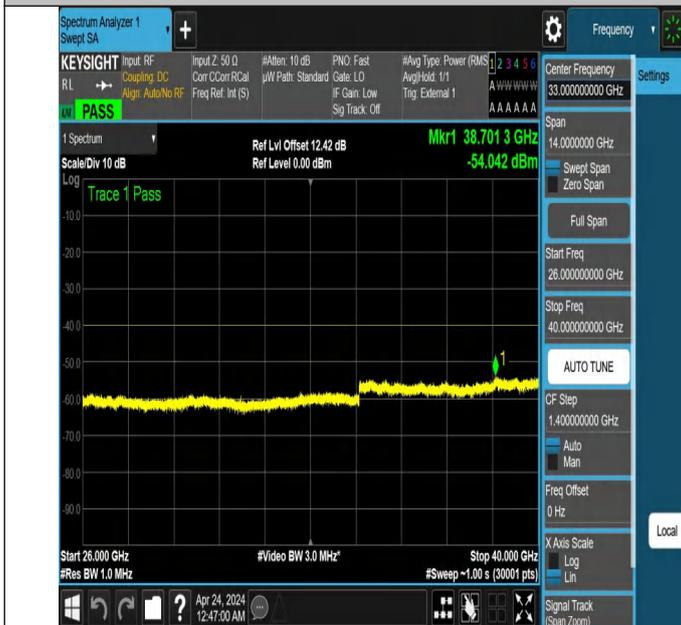 Spectrum Analyzer 1
Swept SA
+
Frequency
KEYSIGHT
RL
PASS
Input: RF
Coupling: DC
Align: Auto/No RF
Input Z: 50 Ω
Corr CCorr RCal
Freq Ref: Int (S)
#Atten: 10 dB
µW Path: Standard
PNO: Fast
Gate: LO
IF Gain: Low
Sig Track: Off
#Avg Type: Power (RMS
Avg|Hold: 1/1
Trig: External 1
1 2 3 4 5 6
A W W W W W
A A A A A A
1 Spectrum
Scale/Div 10 dB
Ref Lvl Offset 12.42 dB
Ref Level 0.00 dBm
Mkr1 38.701 3 GHz
-54.042 dBm
Log
Trace 1 Pass
-10.0
-20.0
-30.0
-40.0
-50.0
1
-60.0
-70.0
-80.0
-90.0
Start 26.000 GHz
#Res BW 1.0 MHz
#Video BW 3.0 MHz*
Stop 40.000 GHz
#Sweep ~1.00 s (30001 pts)
?
Apr 24, 2024
12:47:00 AM
Center Frequency
33.000000000 GHz
Settings
Span
14.0000000 GHz
Swept Span
Zero Span
Full Span
Start Freq
26.000000000 GHz
Stop Freq
40.000000000 GHz
AUTO TUNE
CF Step
1.400000000 GHz
Auto
Man
Freq Offset
0 Hz
X Axis Scale
Log
Lin
Local
Signal Track
(Span Zoom)